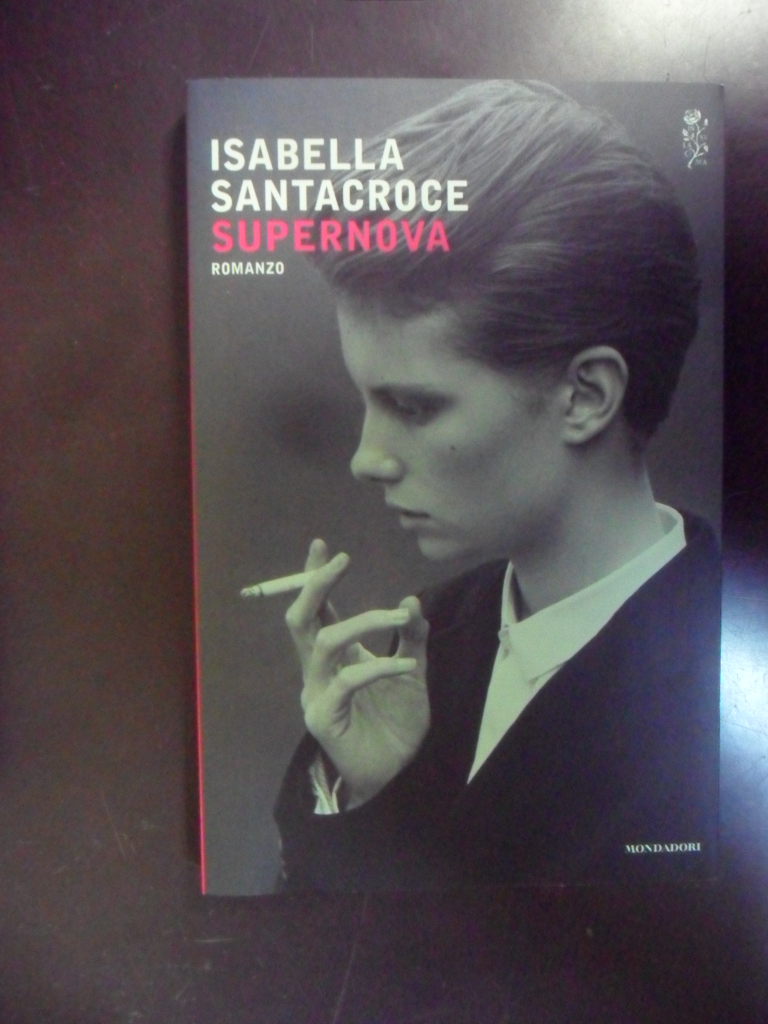 ISABELLA
SANTACROCE
SUPERNOVA
ROMANZO
MONDADORI